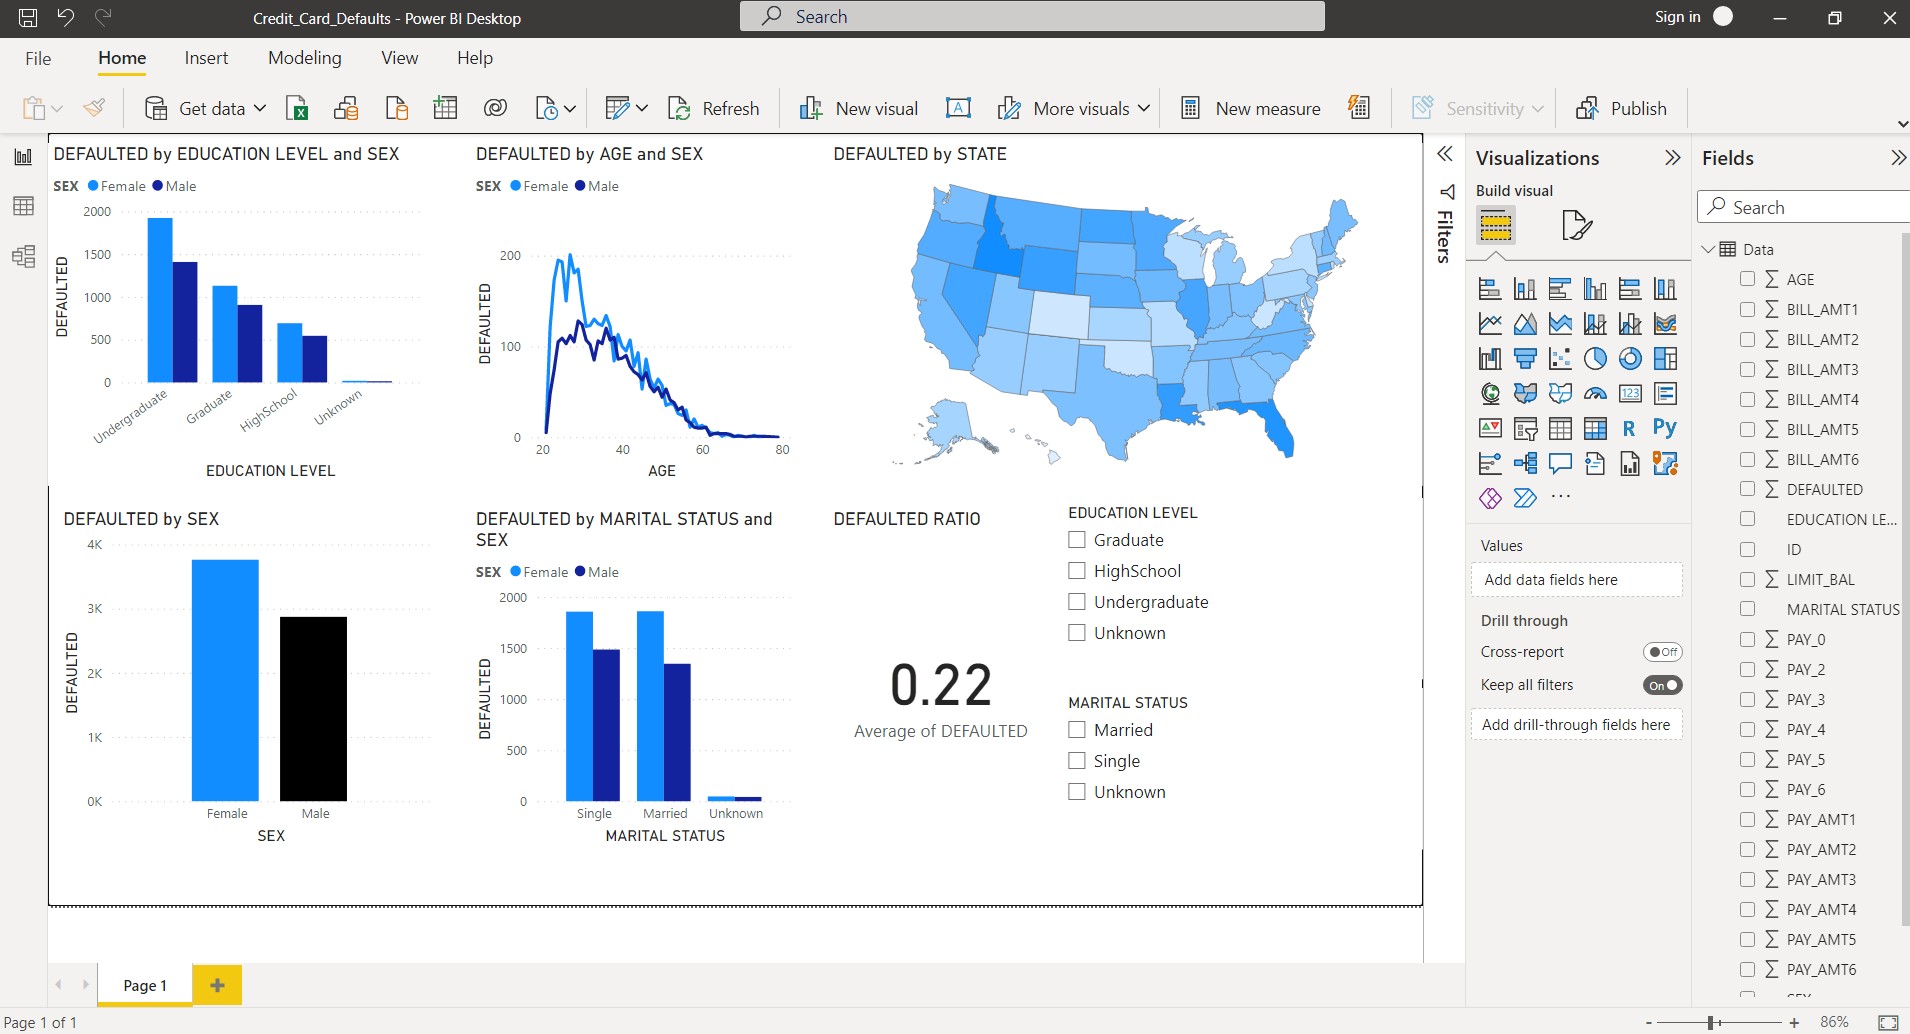 Credit_Card_Defaults - Power BI Desktop
Search
Sign in
File Home Insert Modeling View Help
Get data
Refresh
New visual
More visuals
New measure
Sensitivity
Publish
DEFAULTED by EDUCATION LEVEL and SEX
SEX Female Male
2000
1500
1000
500
0
DEFAULTED
Undergraduate
Graduate
HighSchool
Unknown
EDUCATION LEVEL
DEFAULTED by AGE and SEX
SEX Female Male
200
100
0
DEFAULTED
20 40 60 80
AGE
DEFAULTED by STATE
DEFAULTED by SEX
4K
3K
2K
1K
0K
DEFAULTED
Female Male
SEX
DEFAULTED by MARITAL STATUS and
SEX
SEX Female Male
2000
1500
1000
500
0
DEFAULTED
Single Married Unknown
MARITAL STATUS
DEFAULTED RATIO
0.22
Average of DEFAULTED
EDUCATION LEVEL
Graduate
HighSchool
Undergraduate
Unknown
MARITAL STATUS
Married
Single
Unknown
Filters
Visualizations
Build visual
123
R
Py
Values
Add data fields here
Drill through
Cross-report
Off
Keep all filters
On
Add drill-through fields here
Fields
Search
Data
AGE
BILL_AMT1
BILL_AMT2
BILL_AMT3
BILL_AMT4
BILL_AMT5
BILL_AMT6
DEFAULTED
EDUCATION LE...
ID
LIMIT_BAL
MARITAL STATUS
PAY_0
PAY_2
PAY_3
PAY_4
PAY_5
PAY_6
PAY_AMT1
PAY_AMT2
PAY_AMT3
PAY_AMT4
PAY_AMT5
PAY_AMT6
Page 1
Page 1 of 1
86%